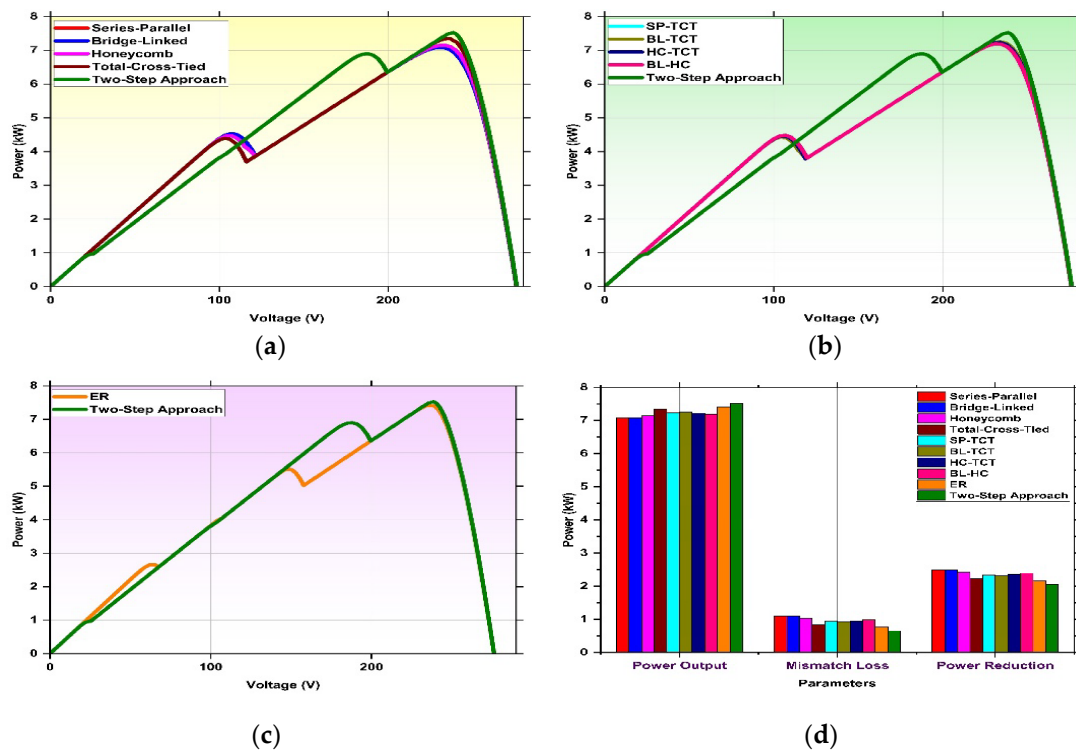 8
7
6
5
4
3
2
1
0
Power (kW)
Series-Parallel
Bridge-Linked
Honeycomb
Total-Cross-Tied
Two-Step Approach
0 100 200
Voltage (V)
(a)
8
7
6
5
4
3
2
1
0
Power (kW)
SP-TCT
BL-TCT
HC-TCT
BL-HC
Two-Step Approach
0 100 200
Voltage (V)
(b)
8
7
6
5
4
3
2
1
0
Power (kW)
ER
Two-Step Approach
0 100 200
Voltage (V)
(c)
8
7
6
5
4
3
2
1
0
Power (kW)
Series-Parallel
Bridge-Linked
Honeycomb
Total-Cross-Tied
SP-TCT
BL-TCT
HC-TCT
BL-HC
ER
Two-Step Approach
Power Output Mismatch Loss Power Reduction
Parameters
(d)